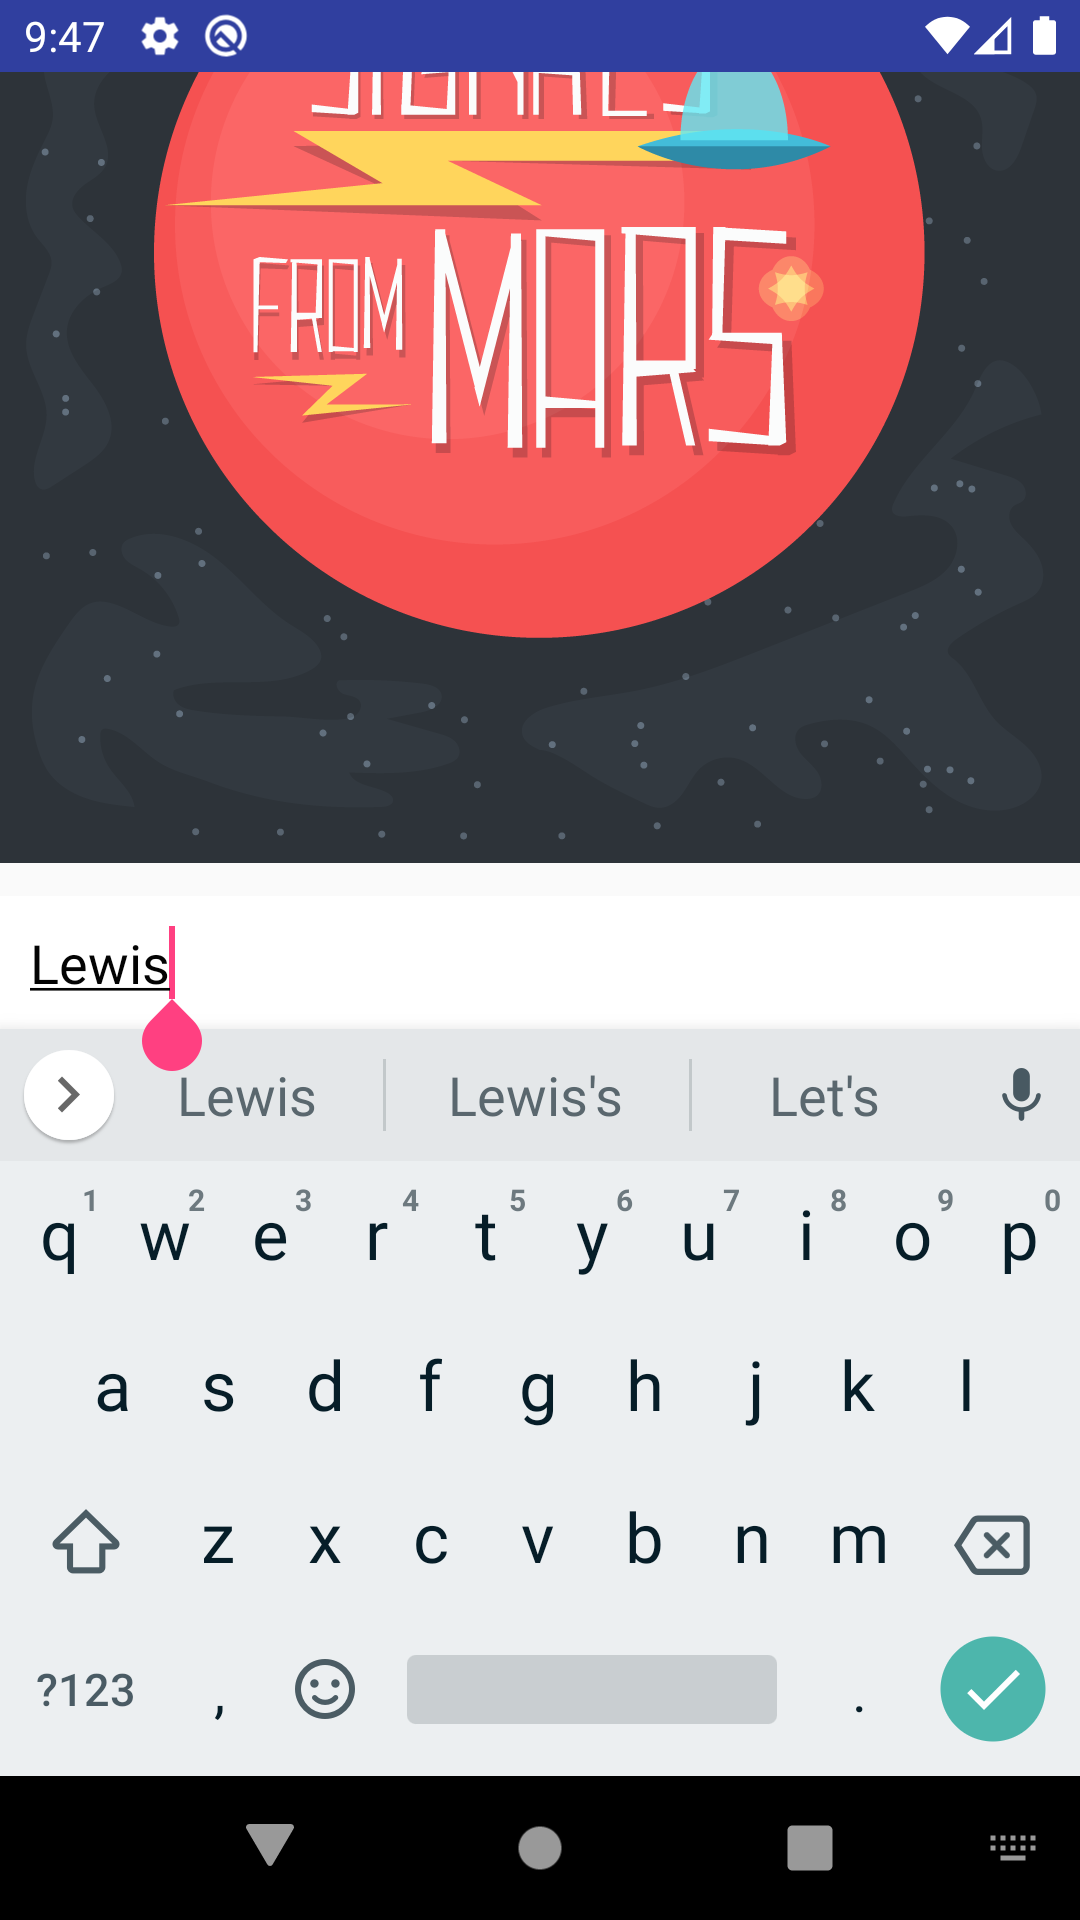 9:47
SIGNALS
FROM MARS
Lewis
Lewis Lewis's Let's
1 2 3 4 5 6 7 8 9 0
q w e r t y u i o p
a s d f g h j k l
z x c v b n m
?123 , .